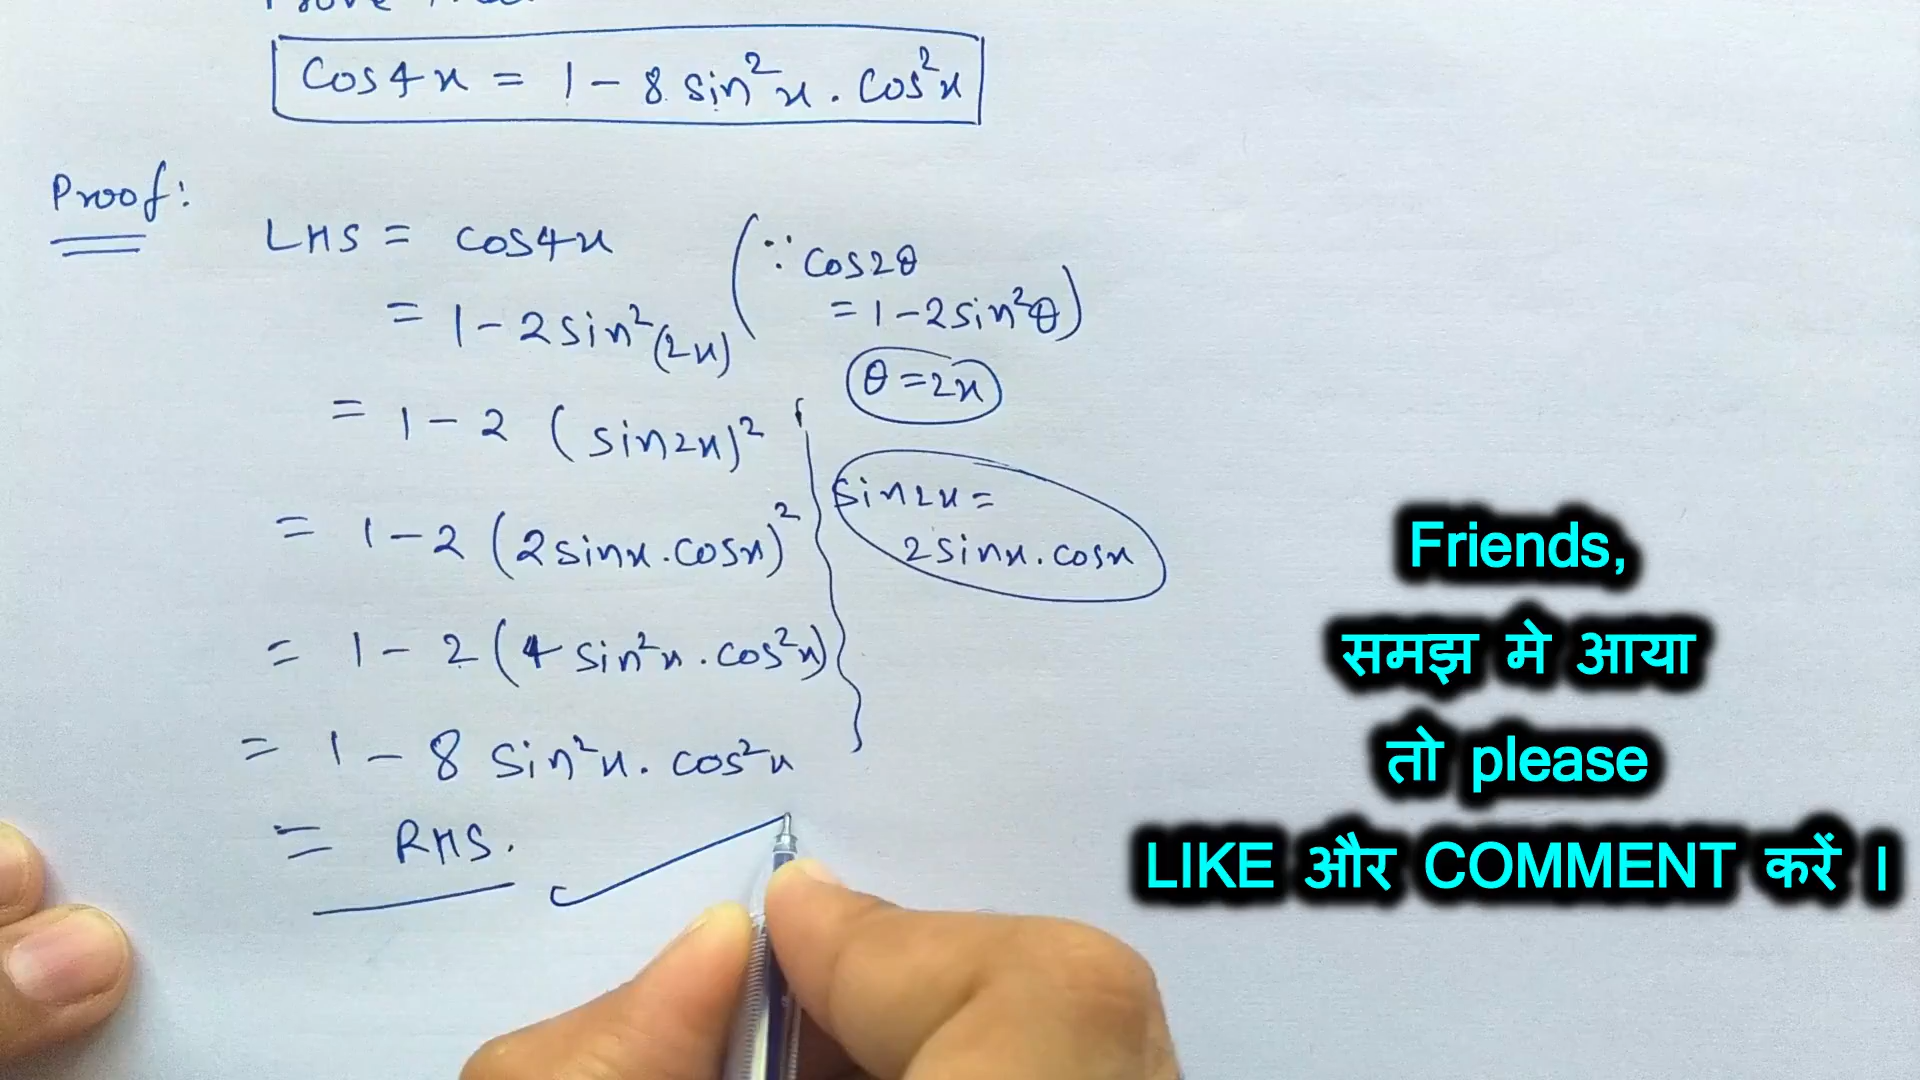 Cos4x = 1 - 8 sin²x . Cos²x
Proof:
LHS = cos4x
= 1 - 2sin²(2x)
(∵ cos2θ
= 1 - 2sin²θ)
θ = 2x
= 1 - 2 (sin2x)²
sin2x =
2sinx.cosx
= 1 - 2 (2sinx.cosx)²
= 1 - 2 (4 sin²x . cos²x)
= 1 - 8 sin²x . cos²x
= RHS.
Friends,
समझ मे आया
तो please
LIKE और COMMENT करें ।